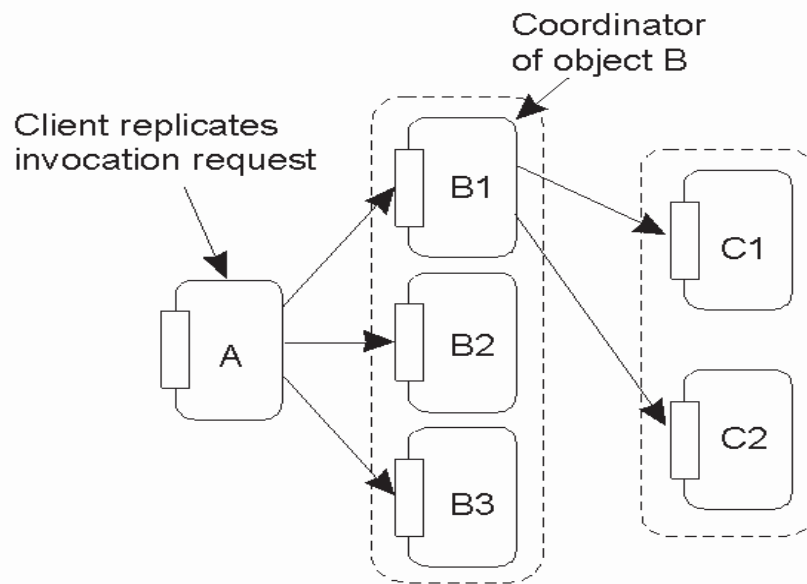 Coordinator
of object B
Client replicates
invocation request
A
B1
B2
B3
C1
C2